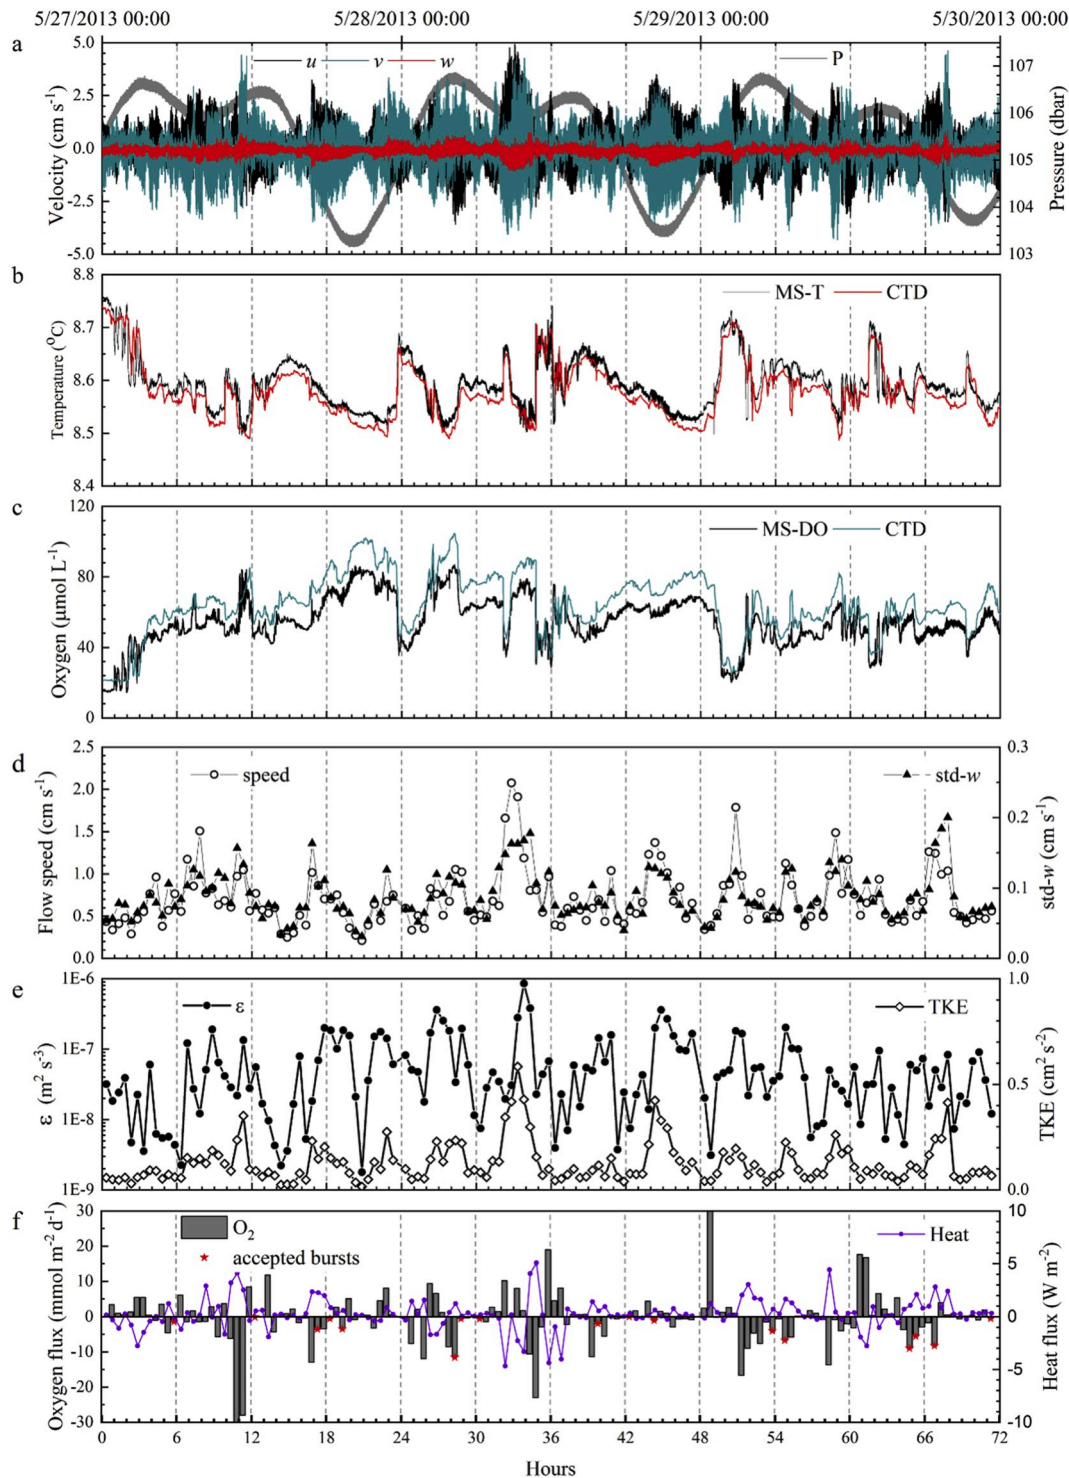 5/27/2013 00:00 5/28/2013 00:00 5/29/2013 00:00 5/30/2013 00:00
a
u v w P
Velocity (cm s⁻¹)
5.0
2.5
0.0
-2.5
-5.0
107
106
105
104
103
Pressure (dbar)
b
MS-T CTD
Temperature (°C)
8.8
8.7
8.6
8.5
8.4
c
MS-DO CTD
Oxygen (μmol L⁻¹)
120
80
40
0
d
speed std-w
Flow speed (cm s⁻¹)
2.5
2.0
1.5
1.0
0.5
0.0
0.3
0.2
0.1
0.0
std-w (cm s⁻¹)
e
ε TKE
ε (m² s⁻³)
1E-6
1E-7
1E-8
1E-9
1.0
0.5
0.0
TKE (cm² s⁻²)
f
O₂ Heat
accepted bursts
Oxygen flux (mmol m⁻² d⁻¹)
30
20
10
0
-10
-20
-30
10
5
0
-5
-10
Heat flux (W m⁻²)
0 6 12 18 24 30 36 42 48 54 60 66 72
Hours